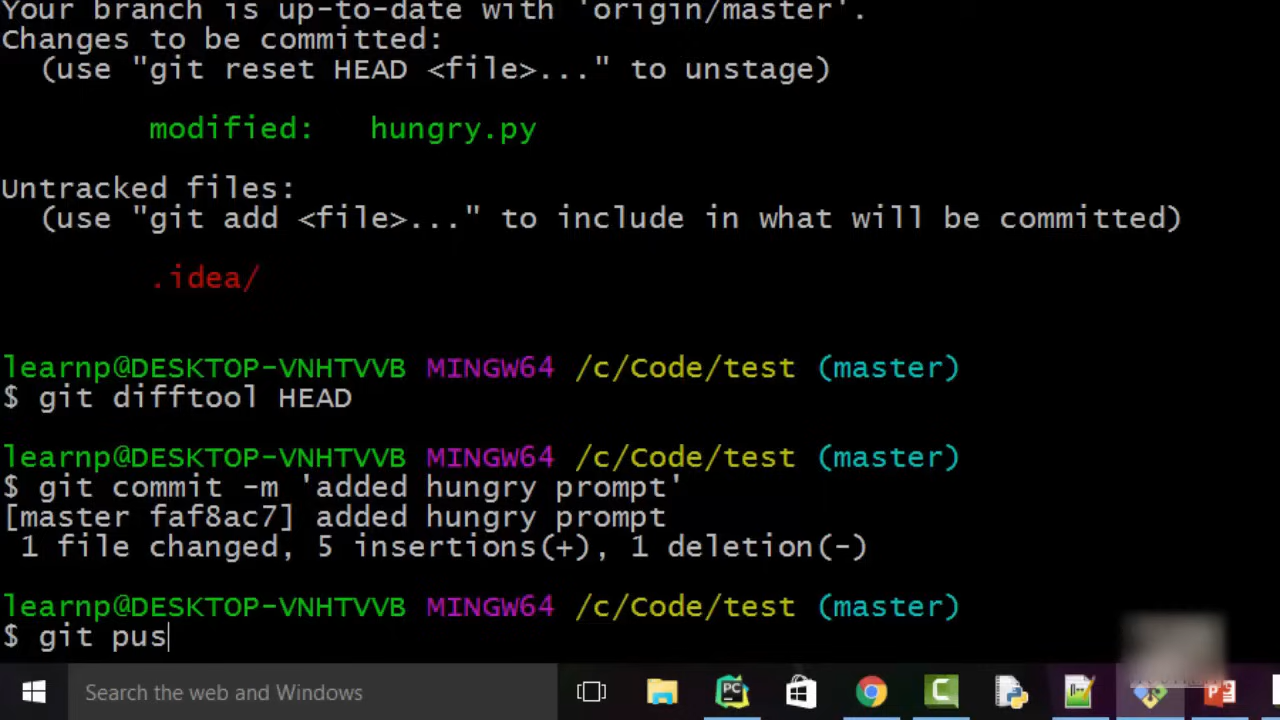 Your branch is up-to-date with 'origin/master'.
Changes to be committed:
(use "git reset HEAD <file>..." to unstage)
modified: hungry.py
Untracked files:
(use "git add <file>..." to include in what will be committed)
.idea/
learnp@DESKTOP-VNHTVVB MINGW64 /c/Code/test (master)
$ git difftool HEAD
learnp@DESKTOP-VNHTVVB MINGW64 /c/Code/test (master)
$ git commit -m 'added hungry prompt'
[master faf8ac7] added hungry prompt
1 file changed, 5 insertions(+), 1 deletion(-)
learnp@DESKTOP-VNHTVVB MINGW64 /c/Code/test (master)
$ git pus
Search the web and Windows